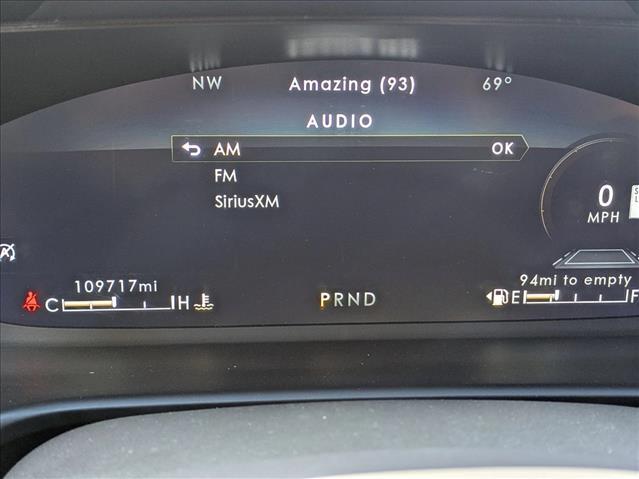 NW Amazing (93) 69°
AUDIO
AM OK
FM
SiriusXM
0
MPH
109717mi
94mi to empty
C H
PRND
E F